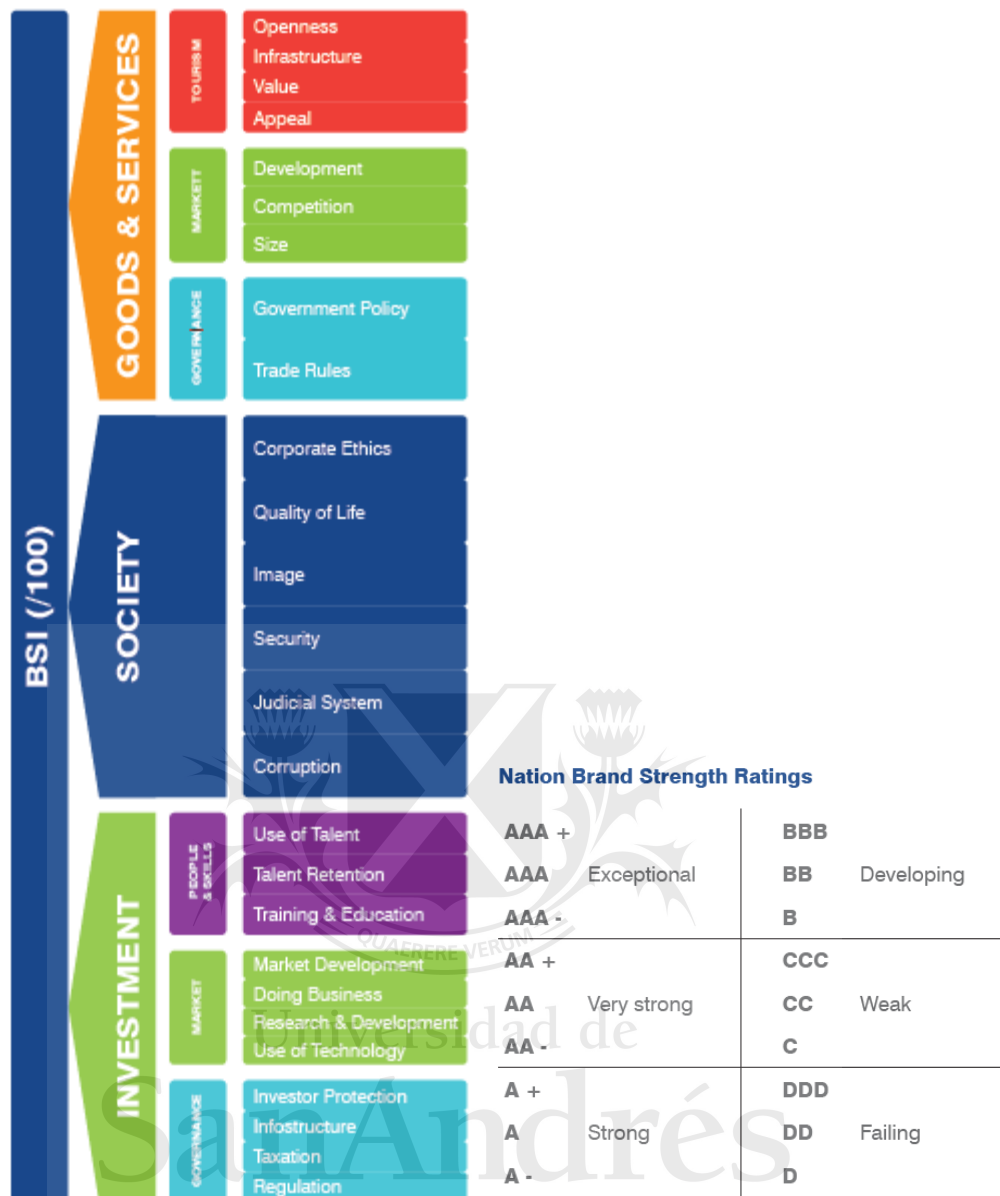 BSI (/100)
GOODS & SERVICES
TOURISM
Openness
Infrastructure
Value
Appeal
MARKETT
Development
Competition
Size
GOVERNANCE
Government Policy
Trade Rules
SOCIETY
Corporate Ethics
Quality of Life
Image
Security
Judicial System
Corruption
INVESTMENT
PEOPLE
& SKILLS
Use of Talent
Talent Retention
Training & Education
MARKET
Market Development
Doing Business
Research & Development
Use of Technology
GOVERNANCE
Investor Protection
Infostructure
Taxation
Regulation
Nation Brand Strength Ratings
AAA +
AAA Exceptional
AAA -
BBB
BB Developing
B
AA +
AA Very strong
AA -
CCC
CC Weak
C
A +
A Strong
A -
DDD
DD Failing
D
QUAERERE VERUM
Universidad de
SanAndrés